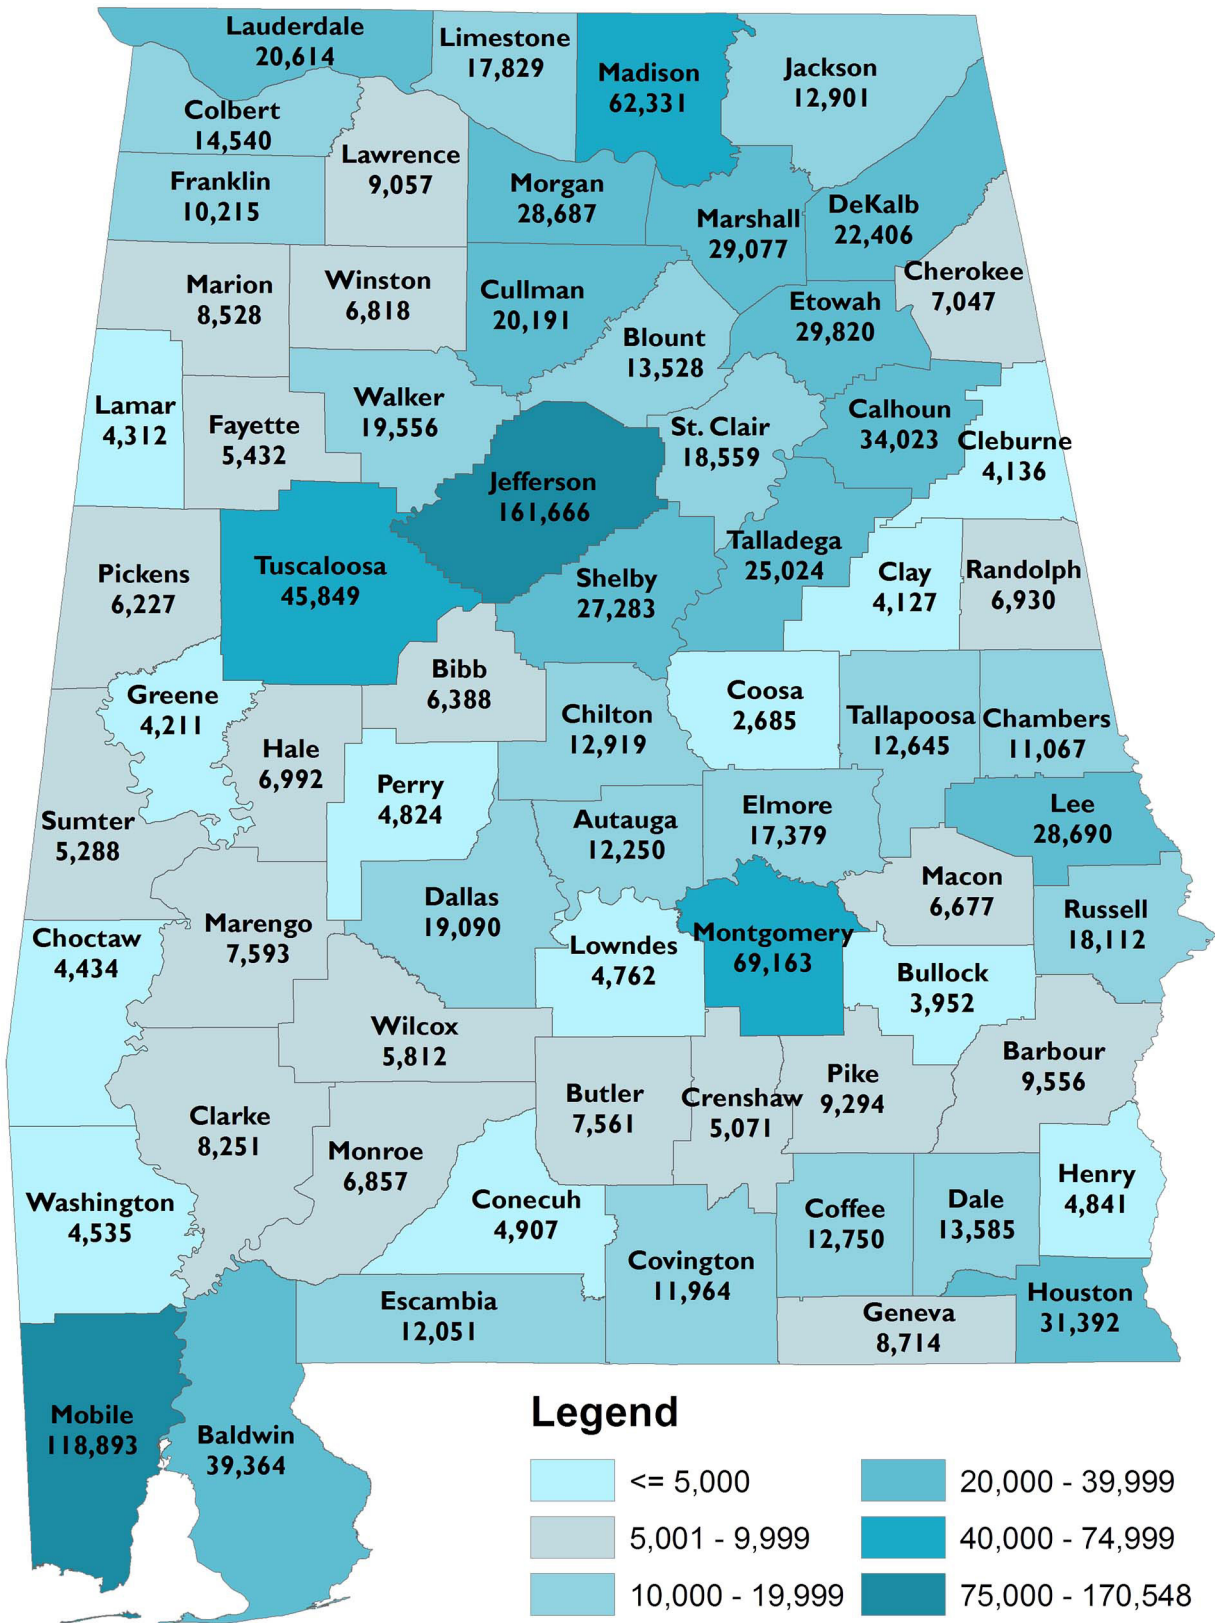 Lauderdale
20,614
Limestone
17,829
Madison
62,331
Jackson
12,901
Colbert
14,540
Lawrence
9,057
Franklin
10,215
Morgan
28,687
Marshall
29,077
DeKalb
22,406
Cherokee
7,047
Marion
8,528
Winston
6,818
Cullman
20,191
Etowah
29,820
Blount
13,528
Lamar
4,312
Fayette
5,432
Walker
19,556
St. Clair
18,559
Calhoun
34,023
Cleburne
4,136
Jefferson
161,666
Pickens
6,227
Tuscaloosa
45,849
Shelby
27,283
Talladega
25,024
Clay
4,127
Randolph
6,930
Greene
4,211
Bibb
6,388
Hale
6,992
Chilton
12,919
Coosa
2,685
Tallapoosa
12,645
Chambers
11,067
Sumter
5,288
Perry
4,824
Autauga
12,250
Elmore
17,379
Lee
28,690
Dallas
19,090
Macon
6,677
Russell
18,112
Choctaw
4,434
Marengo
7,593
Lowndes
4,762
Montgomery
69,163
Bullock
3,952
Wilcox
5,812
Barbour
9,556
Clarke
8,251
Monroe
6,857
Butler
7,561
Crenshaw
5,071
Pike
9,294
Washington
4,535
Conecuh
4,907
Coffee
12,750
Dale
13,585
Henry
4,841
Escambia
12,051
Covington
11,964
Geneva
8,714
Houston
31,392
Mobile
118,893
Baldwin
39,364
Legend
<= 5,000
5,001 - 9,999
10,000 - 19,999
20,000 - 39,999
40,000 - 74,999
75,000 - 170,548